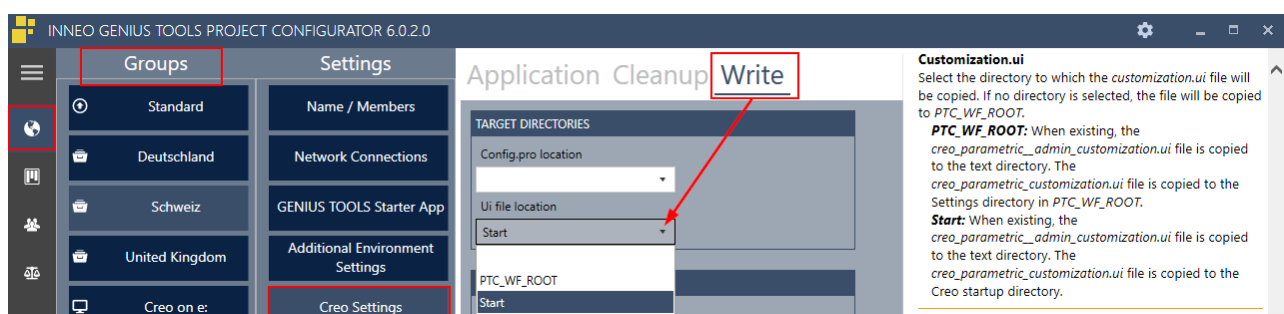 INNEO GENIUS TOOLS PROJECT CONFIGURATOR 6.0.2.0
Groups
Standard
Deutschland
Schweiz
United Kingdom
Creo on e:
Settings
Name / Members
Network Connections
GENIUS TOOLS Starter App
Additional Environment
Settings
Creo Settings
Application Cleanup Write
TARGET DIRECTORIES
Config.pro location
Ui file location
Start
PTC_WF_ROOT
Start
Customization.ui
Select the directory to which the customization.ui file will
be copied. If no directory is selected, the file will be copied
to PTC_WF_ROOT.
PTC_WF_ROOT: When existing, the
creo_parametric__admin_customization.ui file is copied
to the text directory. The
creo_parametric_customization.ui file is copied to the
Settings directory in PTC_WF_ROOT.
Start: When existing, the
creo_parametric__admin_customization.ui file is copied
to the text directory. The
creo_parametric_customization.ui file is copied to the
Creo startup directory.